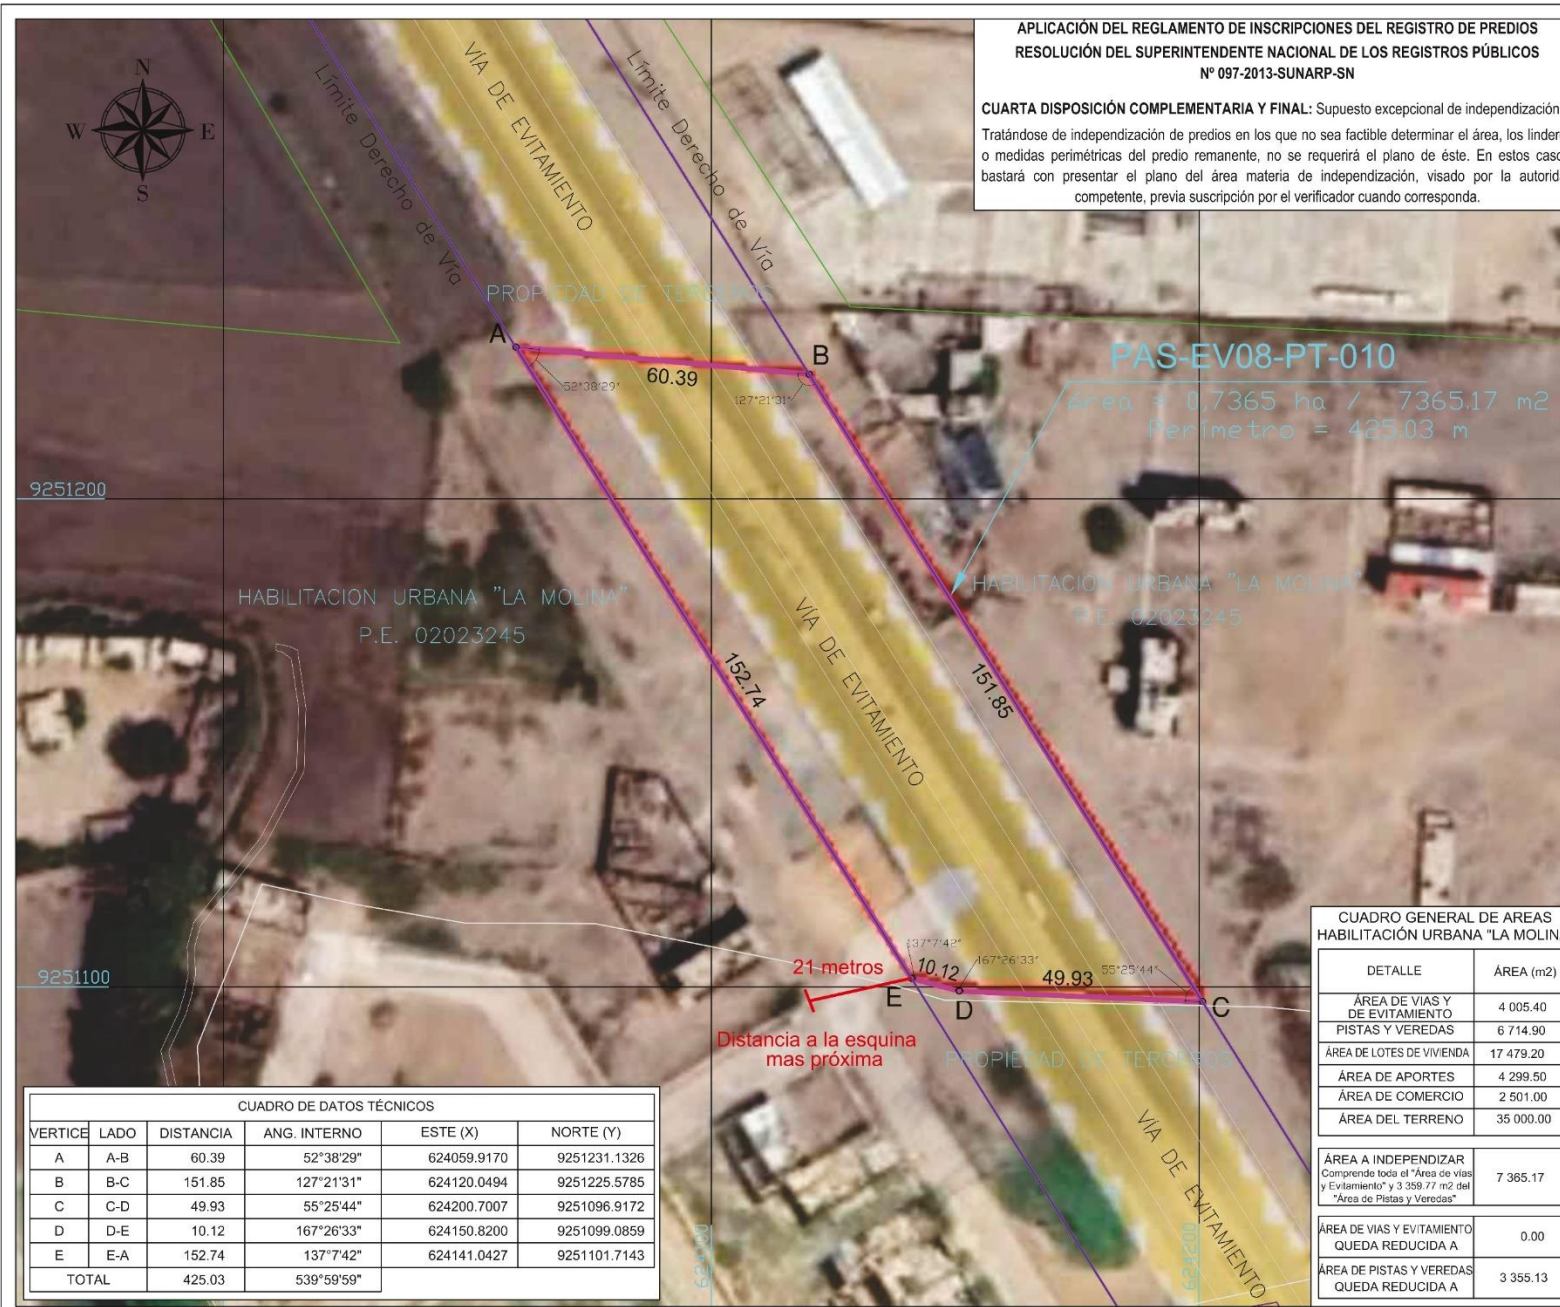 APLICACIÓN DEL REGLAMENTO DE INSCRIPCIONES DEL REGISTRO DE PREDIOS
RESOLUCIÓN DEL SUPERINTENDENTE NACIONAL DE LOS REGISTROS PÚBLICOS
Nº 097-2013-SUNARP-SN
CUARTA DISPOSICIÓN COMPLEMENTARIA Y FINAL: Supuesto excepcional de independización
Tratándose de independización de predios en los que no sea factible determinar el área, los linder
o medidas perimétricas del predio remanente, no se requerirá el plano de éste. En estos caso
bastará con presentar el plano del área materia de independización, visado por la autorida
competente, previa suscripción por el verificador cuando corresponda.
N
W E
S
Límite Derecho de Vía
VÍA DE EVITAMIENTO
Límite Derecho de Vía
PROPIEDAD DE TERCEROS
A
B
52°38'29"
60.39
127°21'31"
PAS-EV08-PT-010
Área = 0,7365 ha / 7365.17 m2
Perímetro = 425.03 m
9251200
HABILITACION URBANA "LA MOLINA"
P.E. 02023245
HABILITACION URBANA "LA MOLINA"
P.E. 02023245
152.74
VÍA DE EVITAMIENTO
151.85
9251100
21 metros
137°7'42"
10.12
167°26'33"
49.93
55°25'44"
E
D
C
Distancia a la esquina
mas próxima
PROPIEDAD DE TERCEROS
VÍA DE EVITAMIENTO
624100
624200
CUADRO DE DATOS TÉCNICOS
VERTICE LADO DISTANCIA ANG. INTERNO ESTE (X) NORTE (Y)
A A-B 60.39 52°38'29" 624059.9170 9251231.1326
B B-C 151.85 127°21'31" 624120.0494 9251225.5785
C C-D 49.93 55°25'44" 624200.7007 9251096.9172
D D-E 10.12 167°26'33" 624150.8200 9251099.0859
E E-A 152.74 137°7'42" 624141.0427 9251101.7143
TOTAL 425.03 539°59'59"
CUADRO GENERAL DE AREAS
HABILITACIÓN URBANA "LA MOLIN
DETALLE ÁREA (m2)
ÁREA DE VIAS Y
DE EVITAMIENTO 4 005.40
PISTAS Y VEREDAS 6 714.90
ÁREA DE LOTES DE VIVIENDA 17 479.20
ÁREA DE APORTES 4 299.50
ÁREA DE COMERCIO 2 501.00
ÁREA DEL TERRENO 35 000.00
ÁREA A INDEPENDIZAR
Comprende toda el "Área de vías
y Evitamiento" y 3 359.77 m2 del
"Área de Pistas y Veredas" 7 365.17
ÁREA DE VIAS Y EVITAMIENTO
QUEDA REDUCIDA A 0.00
ÁREA DE PISTAS Y VEREDAS
QUEDA REDUCIDA A 3 355.13